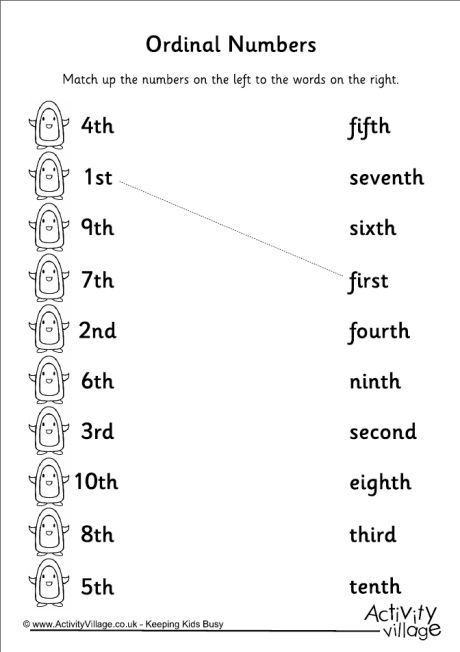 Ordinal Numbers
Match up the numbers on the left to the words on the right.
4th fifth
1st seventh
9th sixth
7th first
2nd fourth
6th ninth
3rd second
10th eighth
8th third
5th tenth
© www.ActivityVillage.co.uk - Keeping Kids Busy
Activity
village